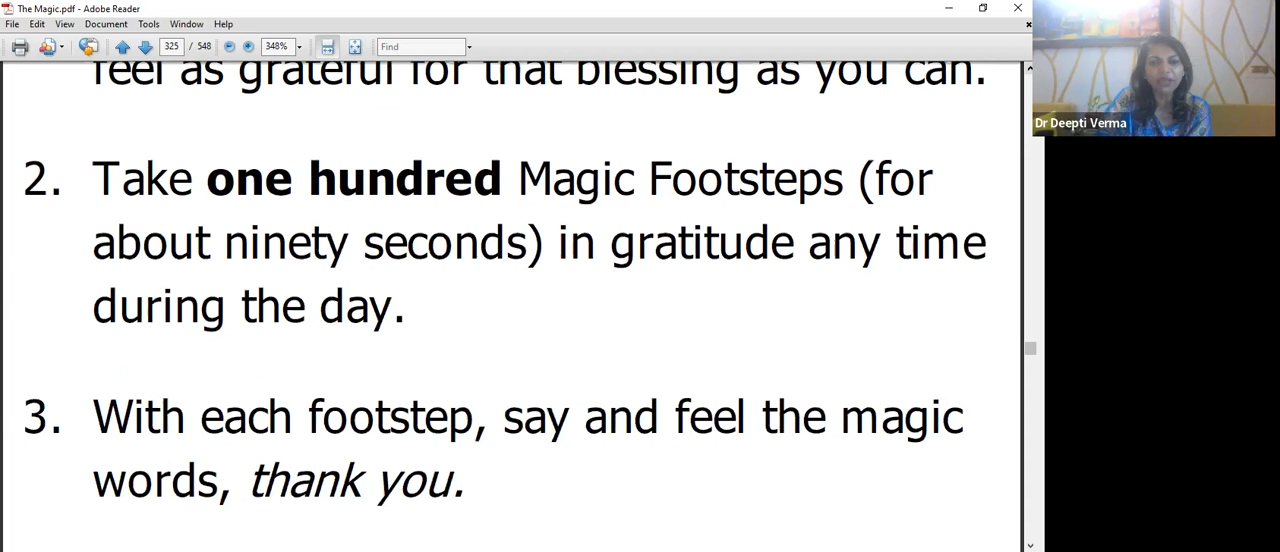 The Magic.pdf - Adobe Reader
File Edit View Document Tools Window Help
325 / 548 348% Find
feel as grateful for that blessing as you can.
Dr Deepti Verma
2. Take one hundred Magic Footsteps (for
about ninety seconds) in gratitude any time
during the day.
3. With each footstep, say and feel the magic
words, thank you.